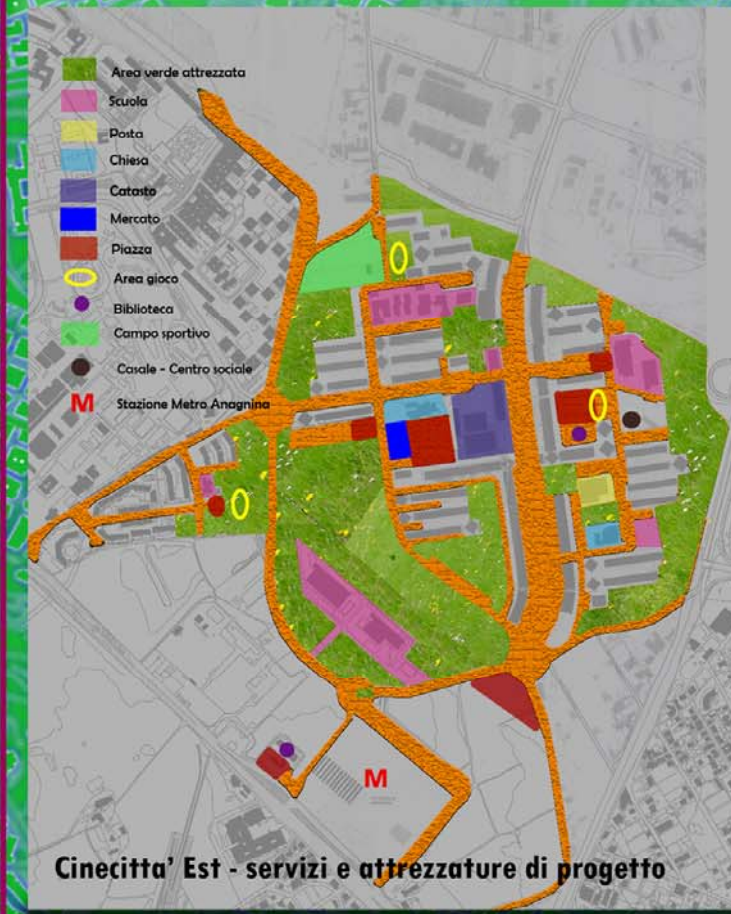 Area verde attrezzata
Scuola
Posta
Chiesa
Catasto
Mercato
Piazza
Area gioco
Biblioteca
Campo sportivo
Casale - Centro sociale
M Stazione Metro Anagnina
M
Cinecitta' Est - servizi e attrezzature di progetto